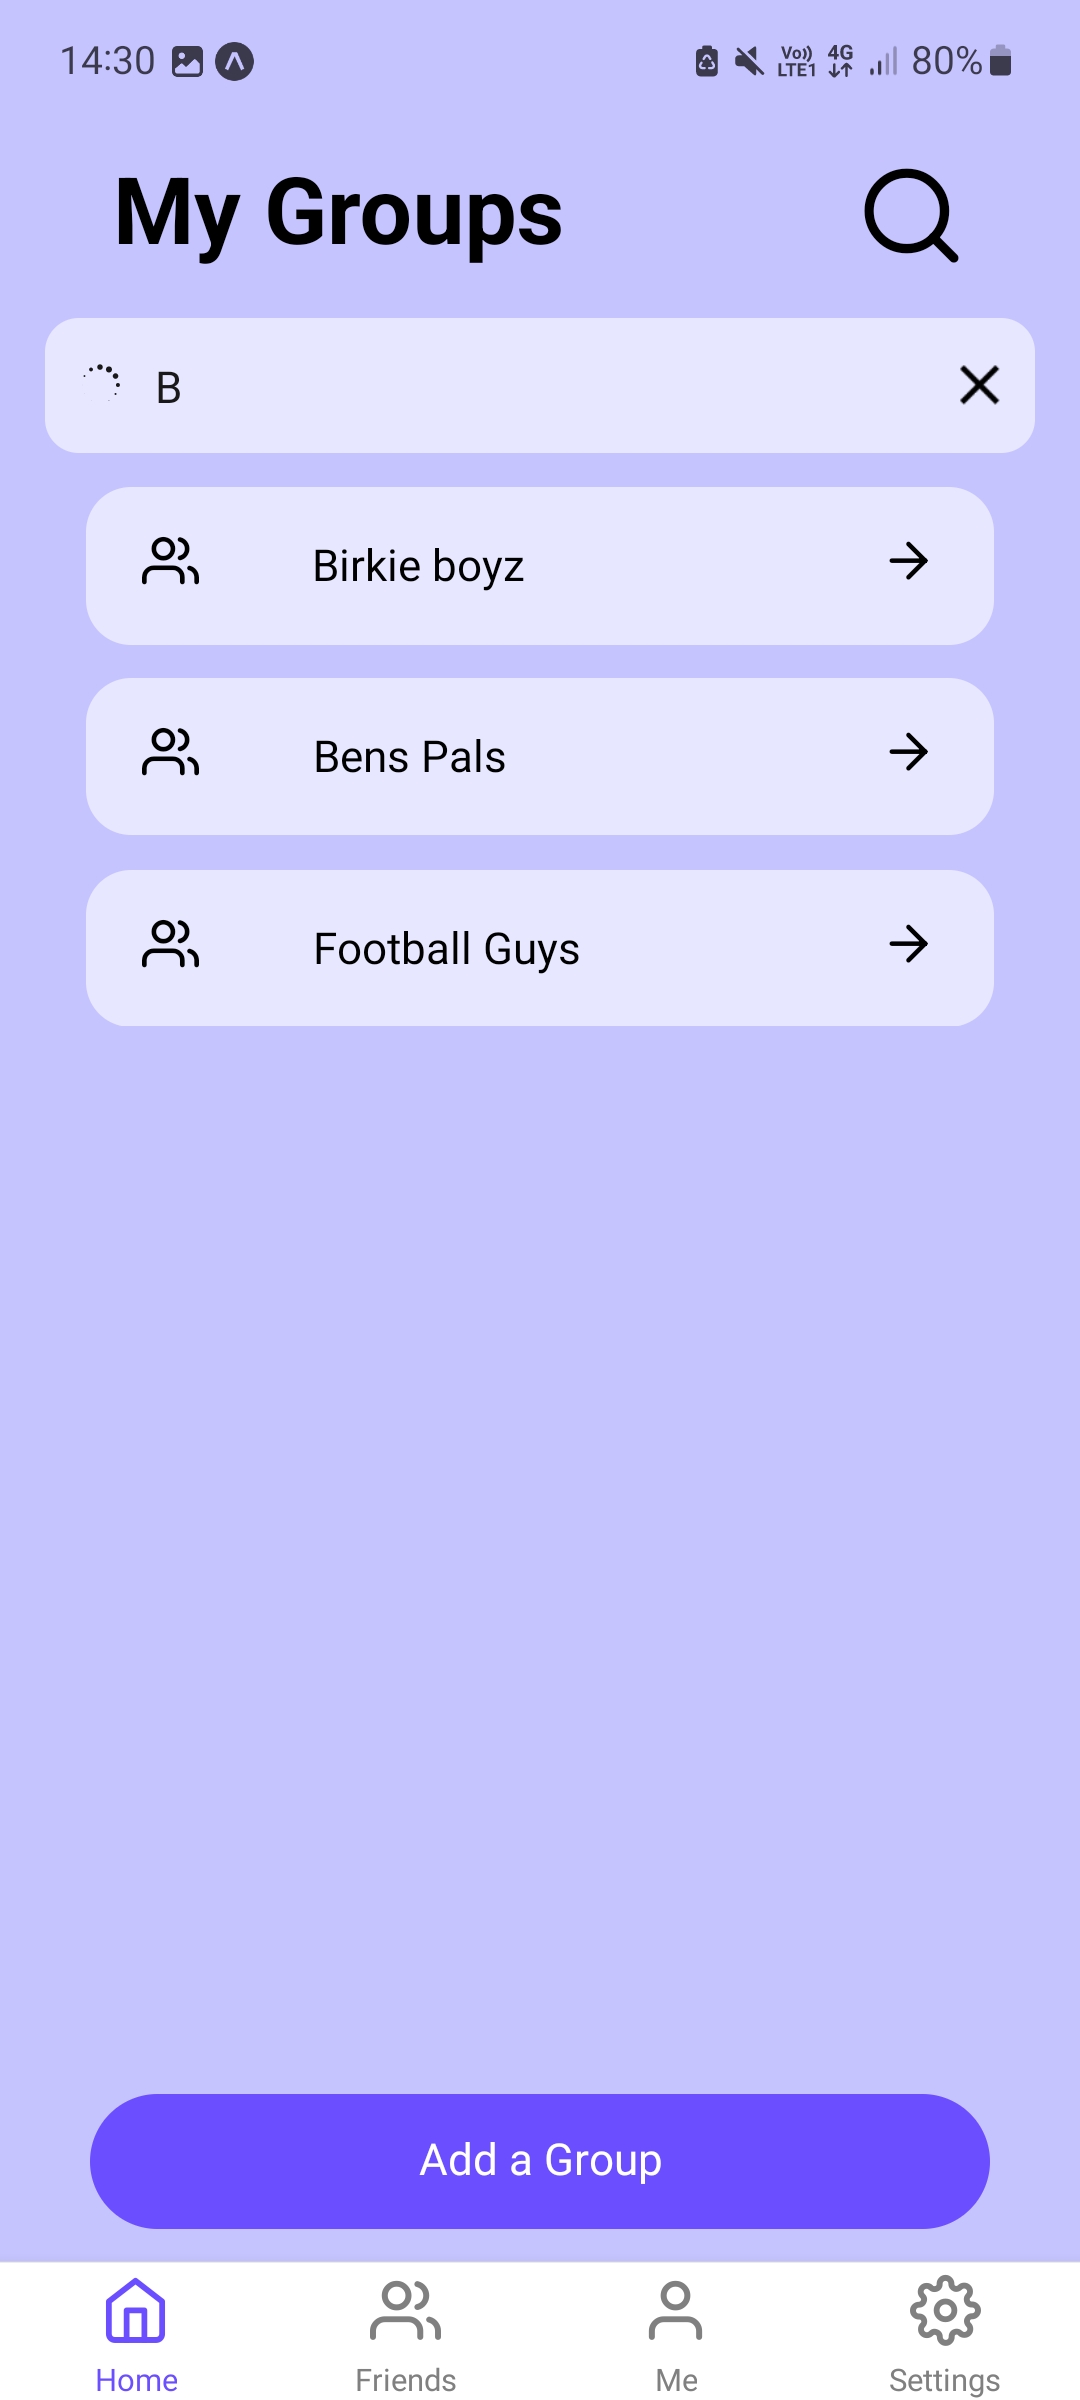 14:30 Vo)) LTE1 4G 80%
My Groups
B
Birkie boyz
Bens Pals
Football Guys
Add a Group
Home Friends Me Settings